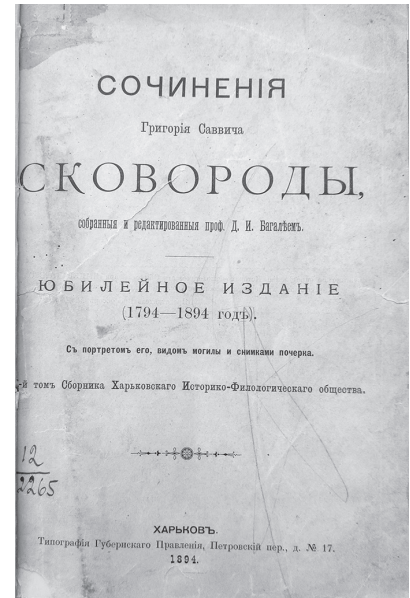 СОЧИНЕНІЯ
Григорія Саввича
СКОВОРОДЫ,
собранныя и редактированныя проф. Д. И. Багалѣемъ.
ЮБИЛЕЙНОЕ ИЗДАНІЕ
(1794—1894 годъ).
Съ портретомъ его, видомъ могилы и снимками почерка.
-й томъ Сборника Харьковскаго Историко-Филологическаго общества.
12
2265
ХАРЬКОВЪ.
Типографія Губернскаго Правленія, Петровскій пер., д. № 17.
1894.